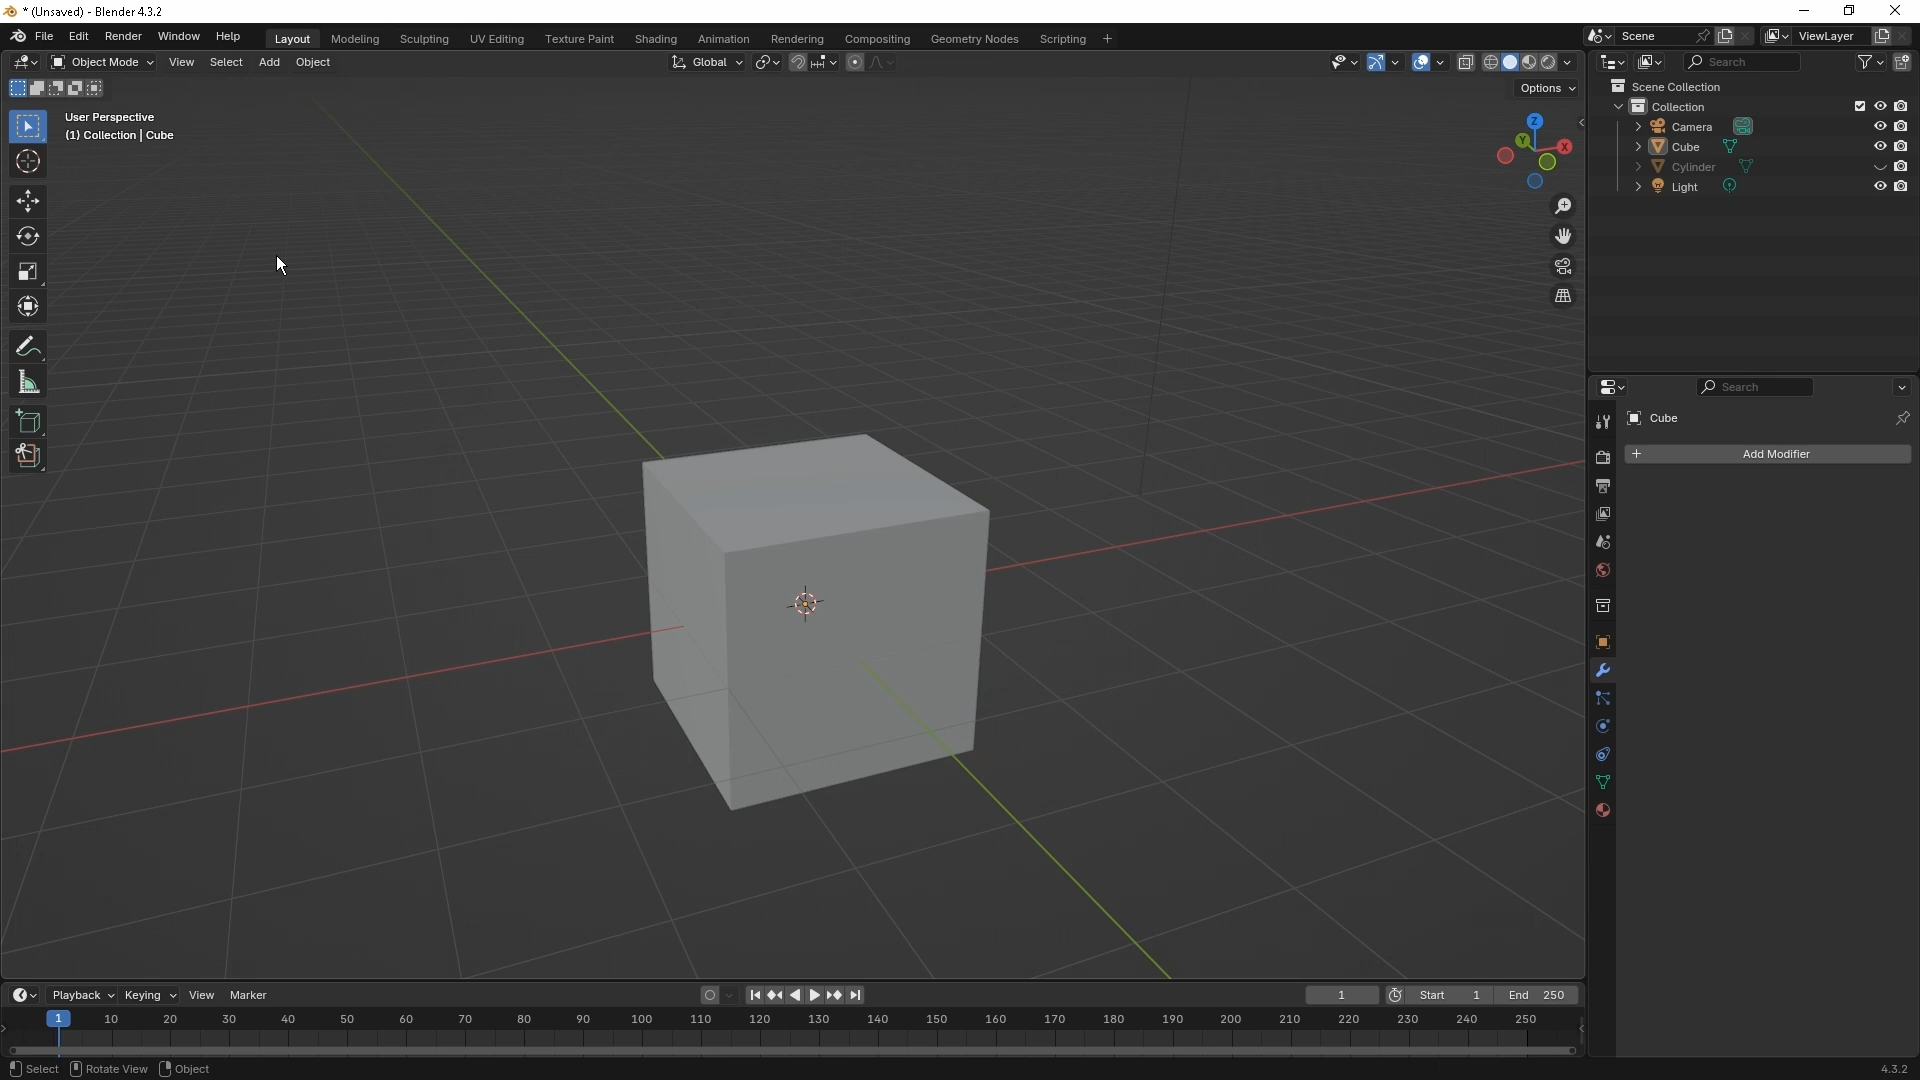 * (Unsaved) - Blender 4.3.2
File Edit Render Window Help Layout Modeling Sculpting UV Editing Texture Paint Shading Animation Rendering Compositing Geometry Nodes Scripting + Scene ViewLayer
Object Mode View Select Add Object Global Search
Options
User Perspective
(1) Collection | Cube
Z
Y
X
Scene Collection
Collection
Camera
Cube
Cylinder
Light
Search
Cube
+ Add Modifier
Playback Keying View Marker 1 Start 1 End 250
1 10 20 30 40 50 60 70 80 90 100 110 120 130 140 150 160 170 180 190 200 210 220 230 240 250
Select Rotate View Object 4.3.2